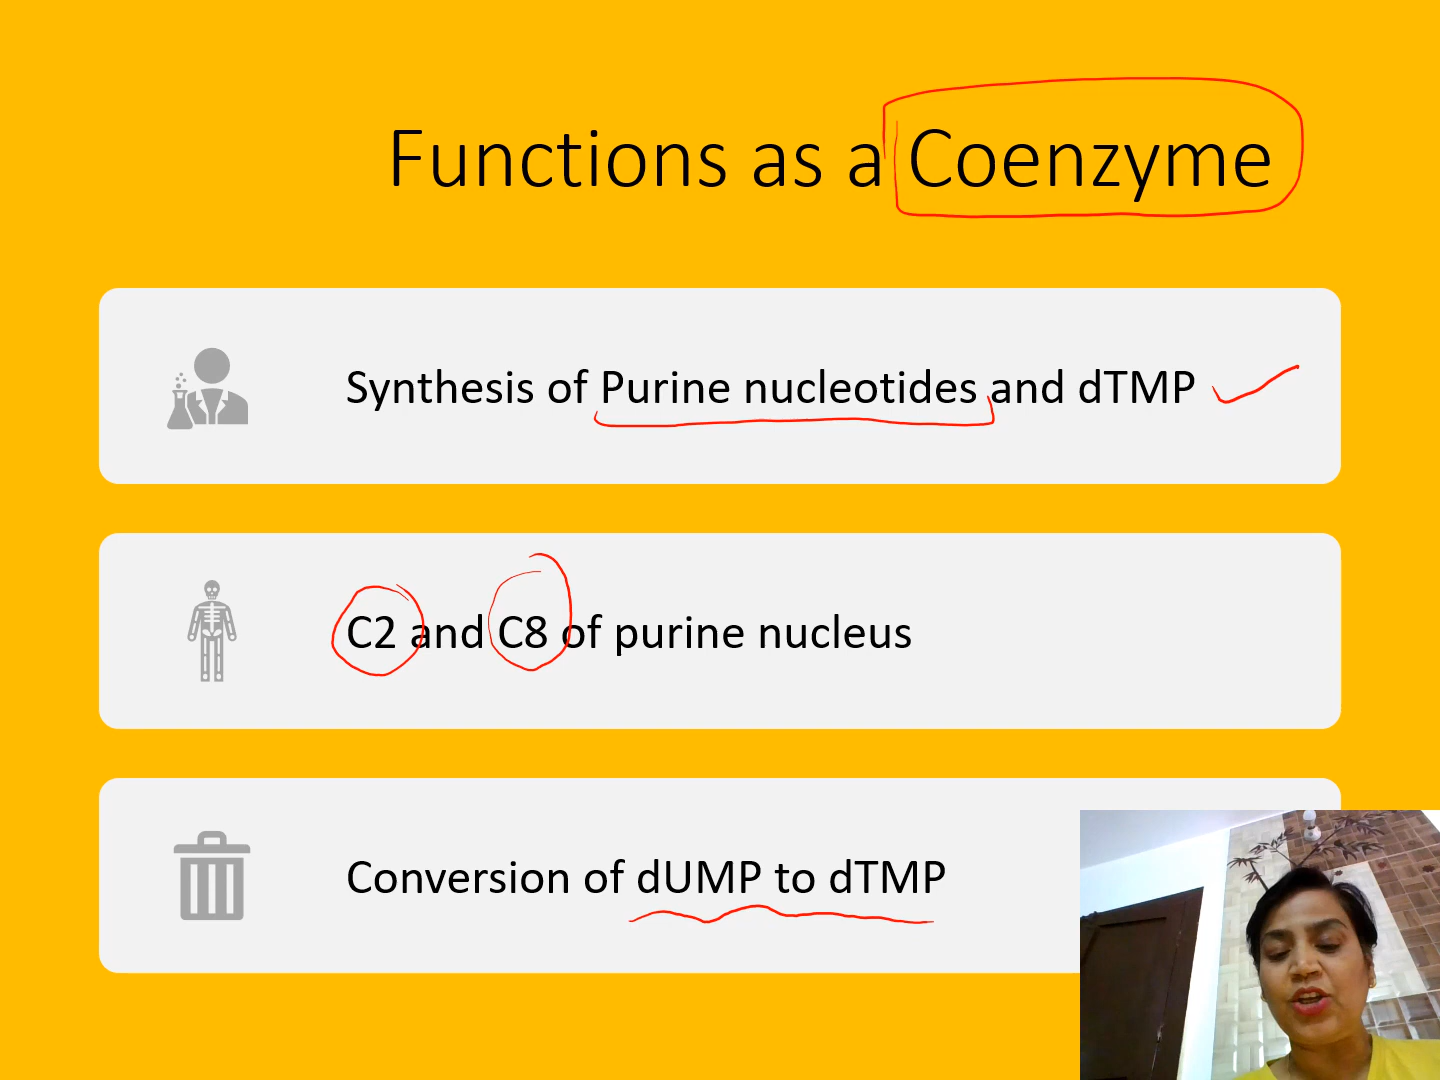 Functions as a Coenzyme
Synthesis of Purine nucleotides and dTMP
C2 and C8 of purine nucleus
Conversion of dUMP to dTMP